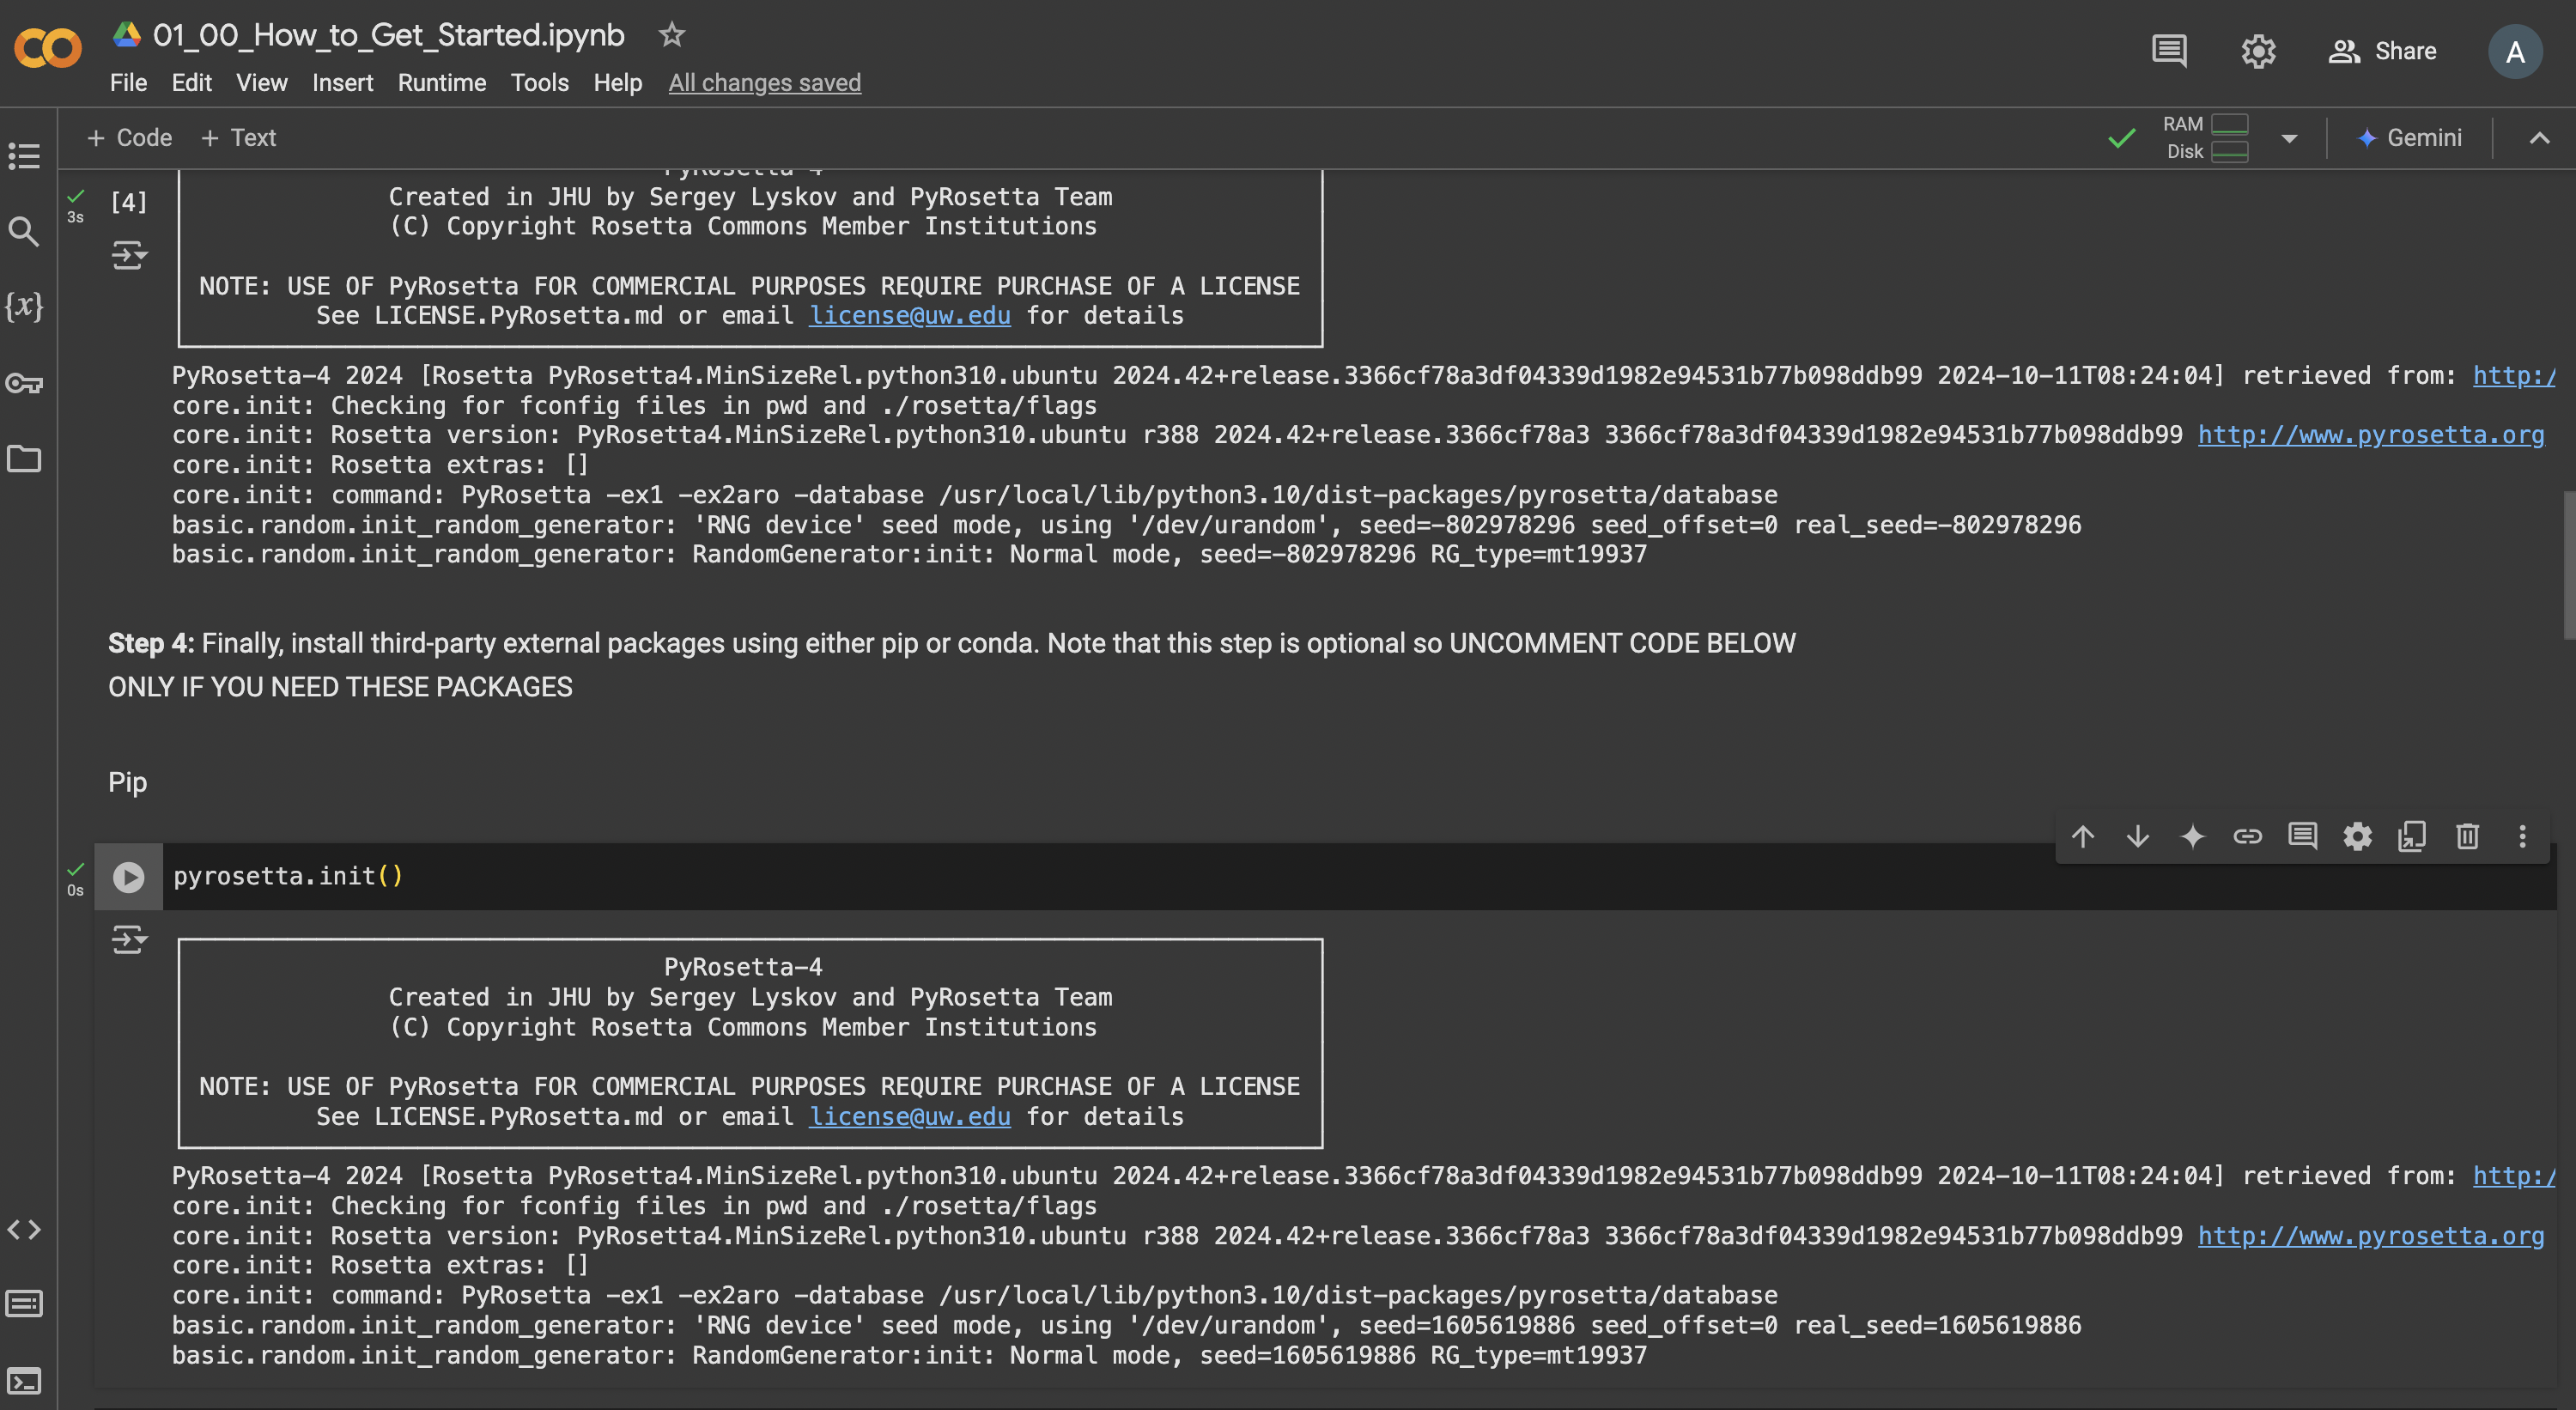 01_00_How_to_Get_Started.ipynb
File Edit View Insert Runtime Tools Help All changes saved
Share
A
+ Code + Text
RAM
Disk
Gemini
3s
[4]
PyRosetta-4
Created in JHU by Sergey Lyskov and PyRosetta Team
(C) Copyright Rosetta Commons Member Institutions
NOTE: USE OF PyRosetta FOR COMMERCIAL PURPOSES REQUIRE PURCHASE OF A LICENSE
See LICENSE.PyRosetta.md or email license@uw.edu for details
PyRosetta-4 2024 [Rosetta PyRosetta4.MinSizeRel.python310.ubuntu 2024.42+release.3366cf78a3df04339d1982e94531b77b098ddb99 2024-10-11T08:24:04] retrieved from: http:/
core.init: Checking for fconfig files in pwd and ./rosetta/flags
core.init: Rosetta version: PyRosetta4.MinSizeRel.python310.ubuntu r388 2024.42+release.3366cf78a3 3366cf78a3df04339d1982e94531b77b098ddb99 http://www.pyrosetta.org
core.init: Rosetta extras: []
core.init: command: PyRosetta -ex1 -ex2aro -database /usr/local/lib/python3.10/dist-packages/pyrosetta/database
basic.random.init_random_generator: 'RNG device' seed mode, using '/dev/urandom', seed=-802978296 seed_offset=0 real_seed=-802978296
basic.random.init_random_generator: RandomGenerator:init: Normal mode, seed=-802978296 RG_type=mt19937
Step 4: Finally, install third-party external packages using either pip or conda. Note that this step is optional so UNCOMMENT CODE BELOW
ONLY IF YOU NEED THESE PACKAGES
Pip
0s
pyrosetta.init()
PyRosetta-4
Created in JHU by Sergey Lyskov and PyRosetta Team
(C) Copyright Rosetta Commons Member Institutions
NOTE: USE OF PyRosetta FOR COMMERCIAL PURPOSES REQUIRE PURCHASE OF A LICENSE
See LICENSE.PyRosetta.md or email license@uw.edu for details
PyRosetta-4 2024 [Rosetta PyRosetta4.MinSizeRel.python310.ubuntu 2024.42+release.3366cf78a3df04339d1982e94531b77b098ddb99 2024-10-11T08:24:04] retrieved from: http:/
core.init: Checking for fconfig files in pwd and ./rosetta/flags
core.init: Rosetta version: PyRosetta4.MinSizeRel.python310.ubuntu r388 2024.42+release.3366cf78a3 3366cf78a3df04339d1982e94531b77b098ddb99 http://www.pyrosetta.org
core.init: Rosetta extras: []
core.init: command: PyRosetta -ex1 -ex2aro -database /usr/local/lib/python3.10/dist-packages/pyrosetta/database
basic.random.init_random_generator: 'RNG device' seed mode, using '/dev/urandom', seed=1605619886 seed_offset=0 real_seed=1605619886
basic.random.init_random_generator: RandomGenerator:init: Normal mode, seed=1605619886 RG_type=mt19937